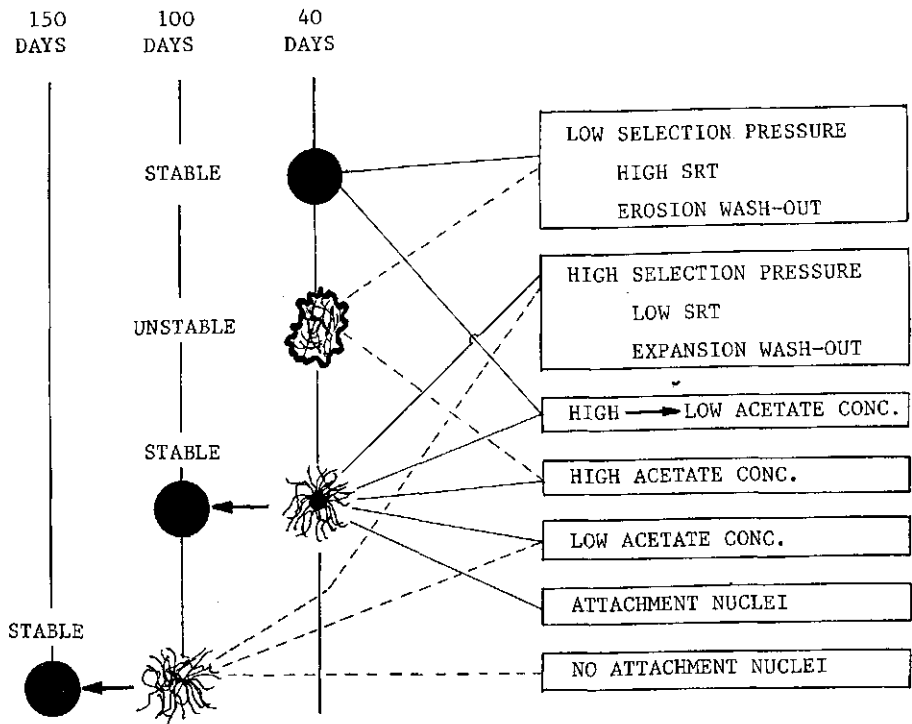 150
DAYS
100
DAYS
40
DAYS
STABLE
UNSTABLE
STABLE
STABLE
LOW SELECTION PRESSURE
HIGH SRT
EROSION WASH-OUT
HIGH SELECTION PRESSURE
LOW SRT
EXPANSION WASH-OUT
HIGH → LOW ACETATE CONC.
HIGH ACETATE CONC.
LOW ACETATE CONC.
ATTACHMENT NUCLEI
NO ATTACHMENT NUCLEI